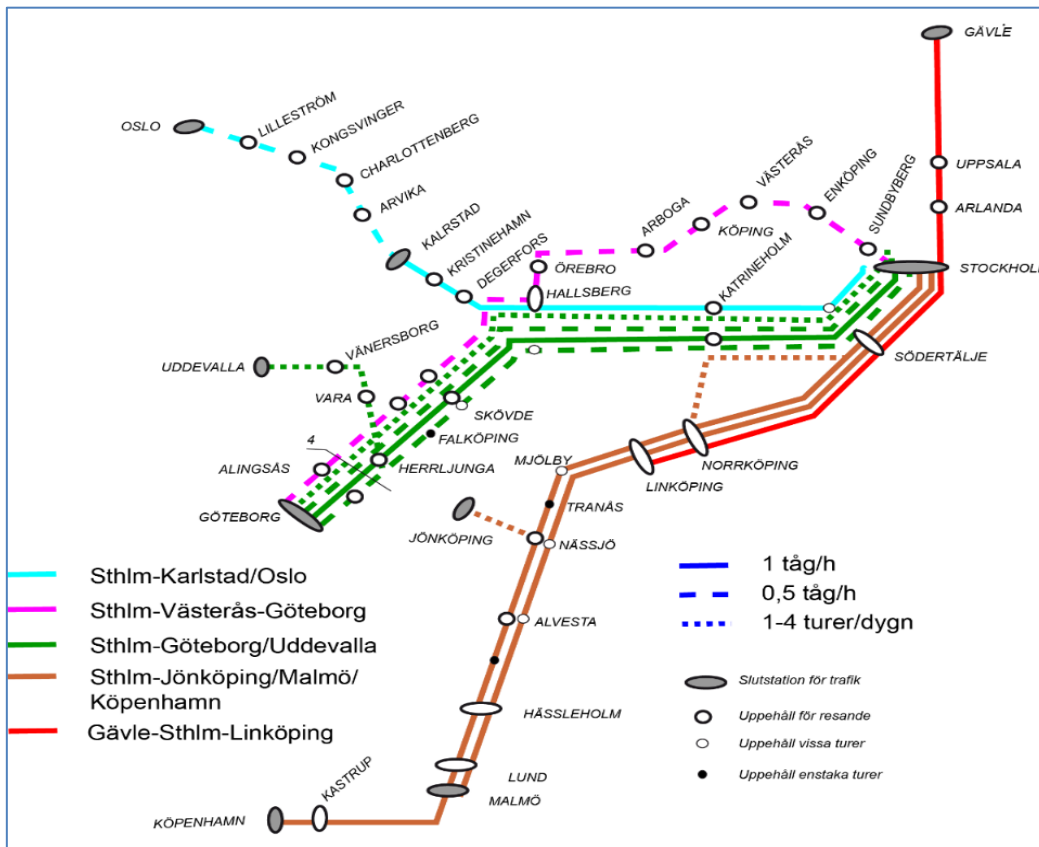 GÄVLE
LILLESTRÖM
OSLO
KONGSVINGER
CHARLOTTENBERG
ARVIKA
KALRSTAD
KRISTINEHAMN
DEGERFORS
ÖREBRO
HALLSBERG
ARBOGA
KÖPING
VÄSTERÅS
ENKÖPING
SUNDBYBERG
UPPSALA
ARLANDA
STOCKHOL
KATRINEHOLM
SÖDERTÄLJE
UDDEVALLA
VÄNERSBORG
VARA
SKÖVDE
FALKÖPING
4
ALINGSÅS
HERRLJUNGA
GÖTEBORG
MJÖLBY
LINKÖPING
NORRKÖPING
TRANÅS
JÖNKÖPING
NÄSSJÖ
ALVESTA
HÄSSLEHOLM
LUND
MALMÖ
KASTRUP
KÖPENHAMN
Sthlm-Karlstad/Oslo
Sthlm-Västerås-Göteborg
Sthlm-Göteborg/Uddevalla
Sthlm-Jönköping/Malmö/
Köpenhamn
Gävle-Sthlm-Linköping
1 tåg/h
0,5 tåg/h
1-4 turer/dygn
Slutstation för trafik
Uppehåll för resande
Uppehåll vissa turer
Uppehåll enstaka turer